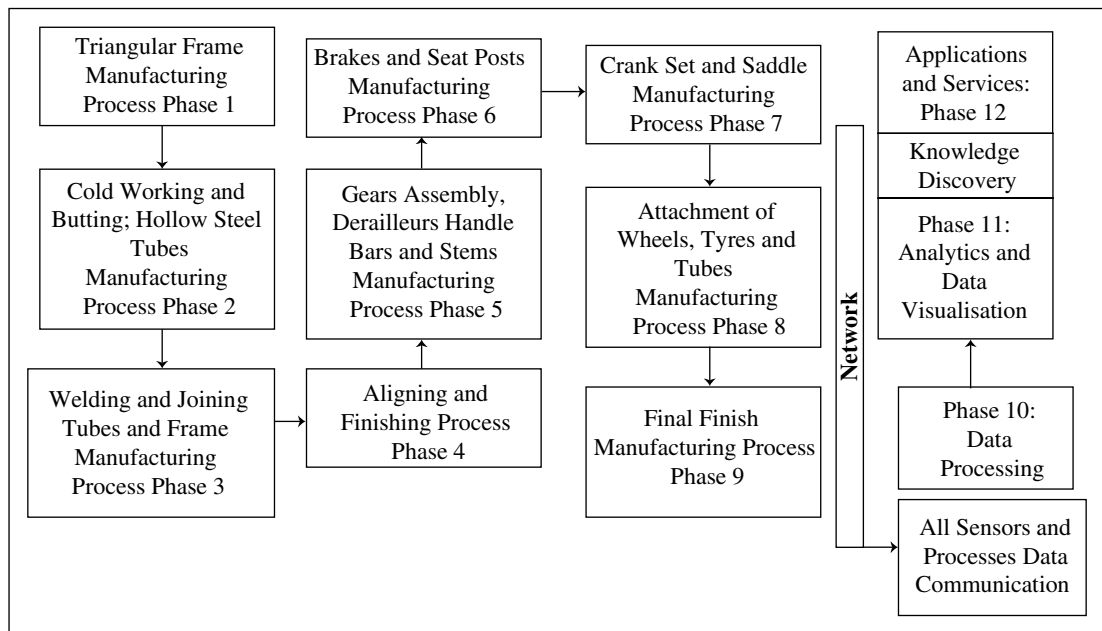 Triangular Frame
Manufacturing
Process Phase 1
Cold Working and
Butting; Hollow Steel
Tubes
Manufacturing
Process Phase 2
Welding and Joining
Tubes and Frame
Manufacturing
Process Phase 3
Aligning and
Finishing Process
Phase 4
Gears Assembly,
Derailleurs Handle
Bars and Stems
Manufacturing
Process Phase 5
Brakes and Seat Posts
Manufacturing
Process Phase 6
Crank Set and Saddle
Manufacturing
Process Phase 7
Attachment of
Wheels, Tyres and
Tubes
Manufacturing
Process Phase 8
Final Finish
Manufacturing Process
Phase 9
Network
Applications
and Services:
Phase 12
Knowledge
Discovery
Phase 11:
Analytics and
Data
Visualisation
Phase 10:
Data
Processing
All Sensors and
Processes Data
Communication